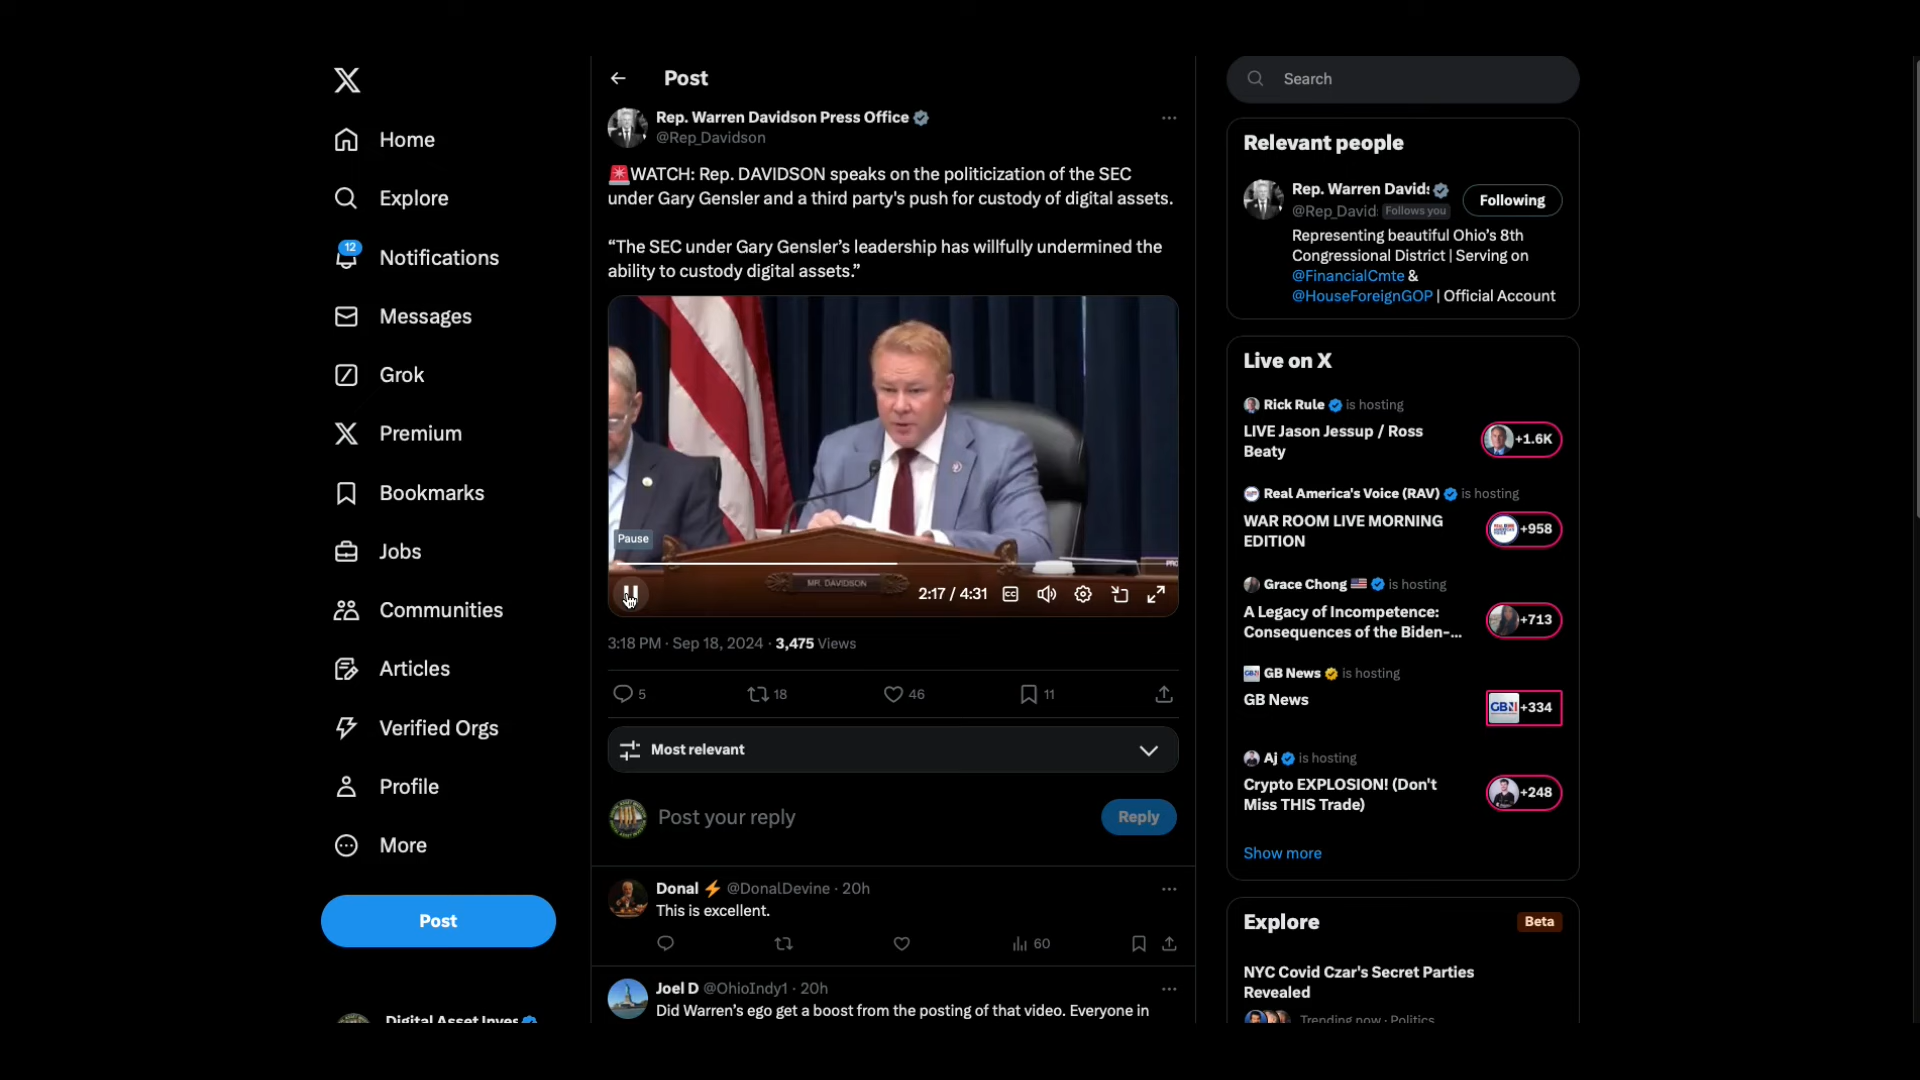 Home
Explore
12
Notifications
Messages
Grok
Premium
Bookmarks
Jobs
Communities
Articles
Verified Orgs
Profile
More
Post
Digital Asset Inves
Post
Rep. Warren Davidson Press Office
@Rep_Davidson
🚨WATCH: Rep. DAVIDSON speaks on the politicization of the SEC
under Gary Gensler and a third party's push for custody of digital assets.
“The SEC under Gary Gensler’s leadership has willfully undermined the
ability to custody digital assets.”
Pause
MR. DAVIDSON
2:17 / 4:31
CC
3:18 PM · Sep 18, 2024 · 3,475 Views
5 18 46 11
Most relevant
Post your reply
Reply
Donal ⚡ @DonalDevine · 20h
This is excellent.
60
Joel D @OhioIndy1 · 20h
Did Warren’s ego get a boost from the posting of that video. Everyone in
Search
Relevant people
Rep. Warren Davids
@Rep_David Follows you
Following
Representing beautiful Ohio’s 8th
Congressional District | Serving on
@FinancialCmte &
@HouseForeignGOP | Official Account
Live on X
Rick Rule is hosting
LIVE Jason Jessup / Ross
Beaty
+1.6K
Real America's Voice (RAV) is hosting
WAR ROOM LIVE MORNING
EDITION
+958
Grace Chong 🇺🇸 is hosting
A Legacy of Incompetence:
Consequences of the Biden-...
+713
GB News is hosting
GB News
GBN
+334
Aj is hosting
Crypto EXPLOSION! (Don't
Miss THIS Trade)
+248
Show more
Explore
Beta
NYC Covid Czar's Secret Parties
Revealed
Trending now · Politics